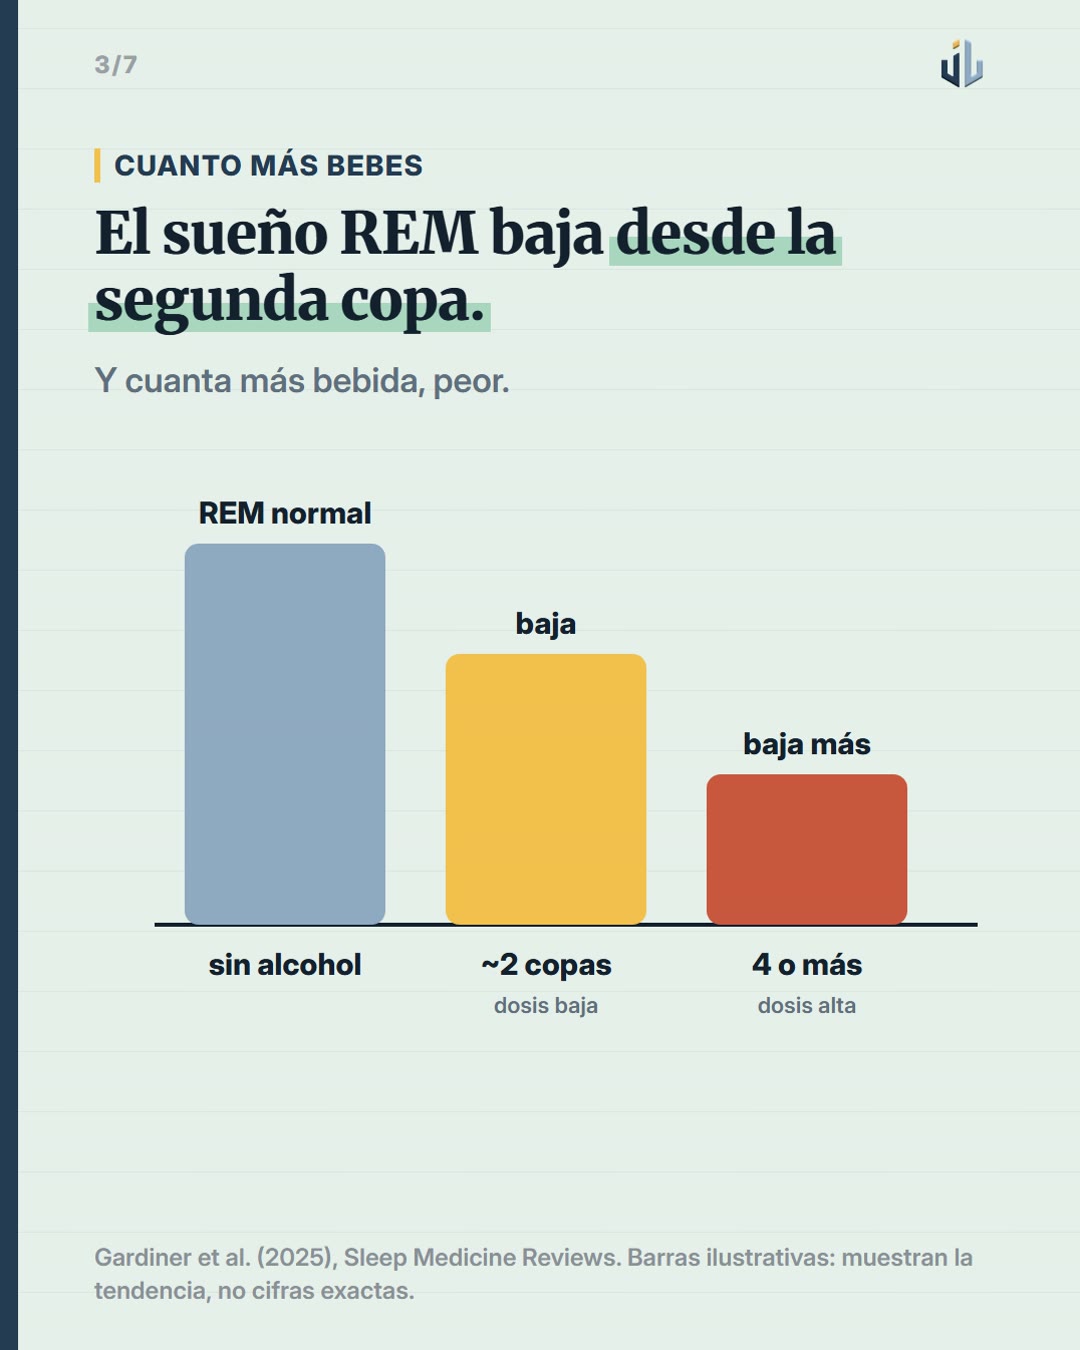 3/7
CUANTO MÁS BEBES
El sueño REM baja desde la
segunda copa.
Y cuanta más bebida, peor.
REM normal
baja
baja más
sin alcohol
~2 copas
4 o más
dosis baja
dosis alta
Gardiner et al. (2025), Sleep Medicine Reviews. Barras ilustrativas: muestran la
tendencia, no cifras exactas.